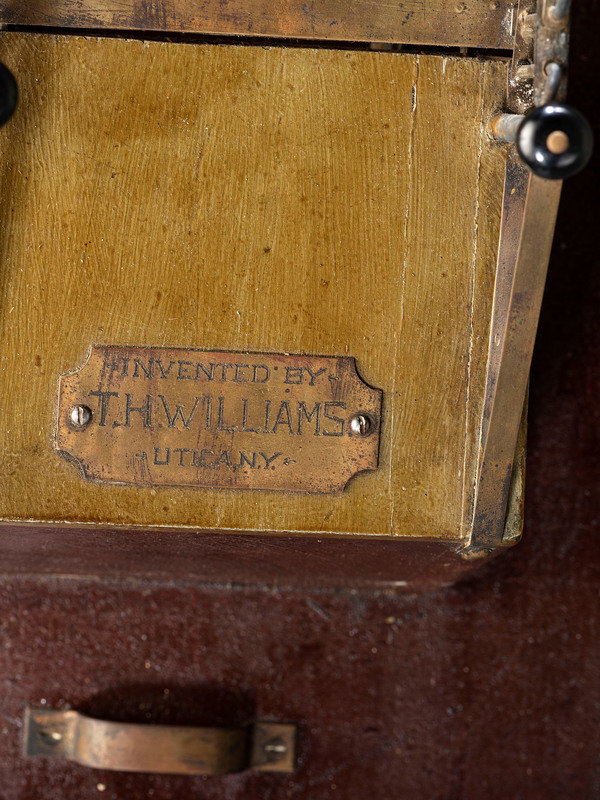 INVENTED BY
T.H.WILLIAMS.
UTICA.N.Y.